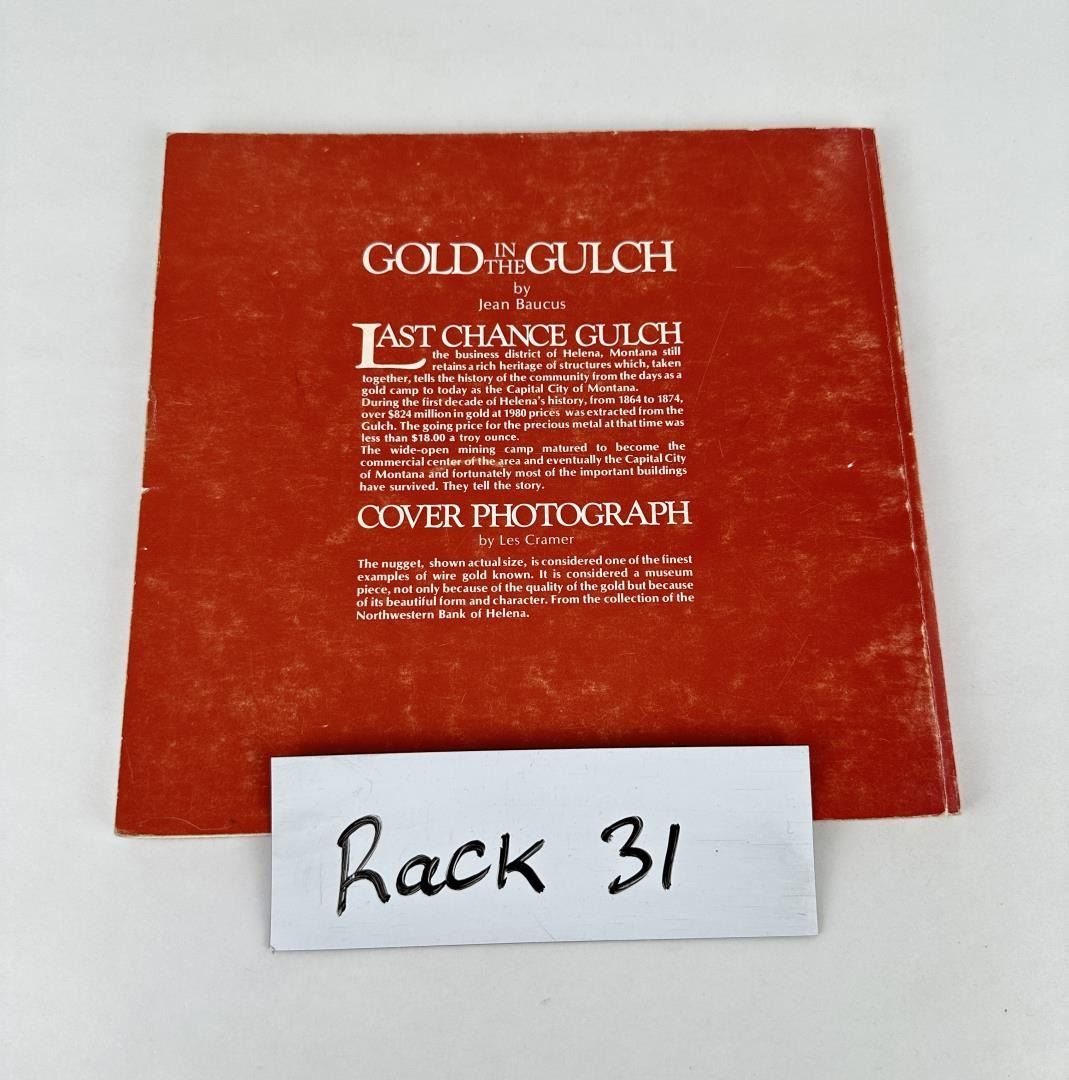 GOLD IN THE GULCH
by
Jean Baucus
LAST CHANCE GULCH
the business district of Helena, Montana still
retains a rich heritage of structures which, taken
together, tells the history of the community from the days as a
gold camp to today as the Capital City of Montana.
During the first decade of Helena's history, from 1864 to 1874,
over $824 million in gold at 1980 prices was extracted from the
Gulch. The going price for the precious metal at that time was
less than $18.00 a troy ounce.
The wide-open mining camp matured to become the
commercial center of the area and eventually the Capital City
of Montana and fortunately most of the important buildings
have survived. They tell the story.
COVER PHOTOGRAPH
by Les Cramer
The nugget, shown actual size, is considered one of the finest
examples of wire gold known. It is considered a museum
piece, not only because of the quality of the gold but because
of its beautiful form and character. From the collection of the
Northwestern Bank of Helena.
Rack 31